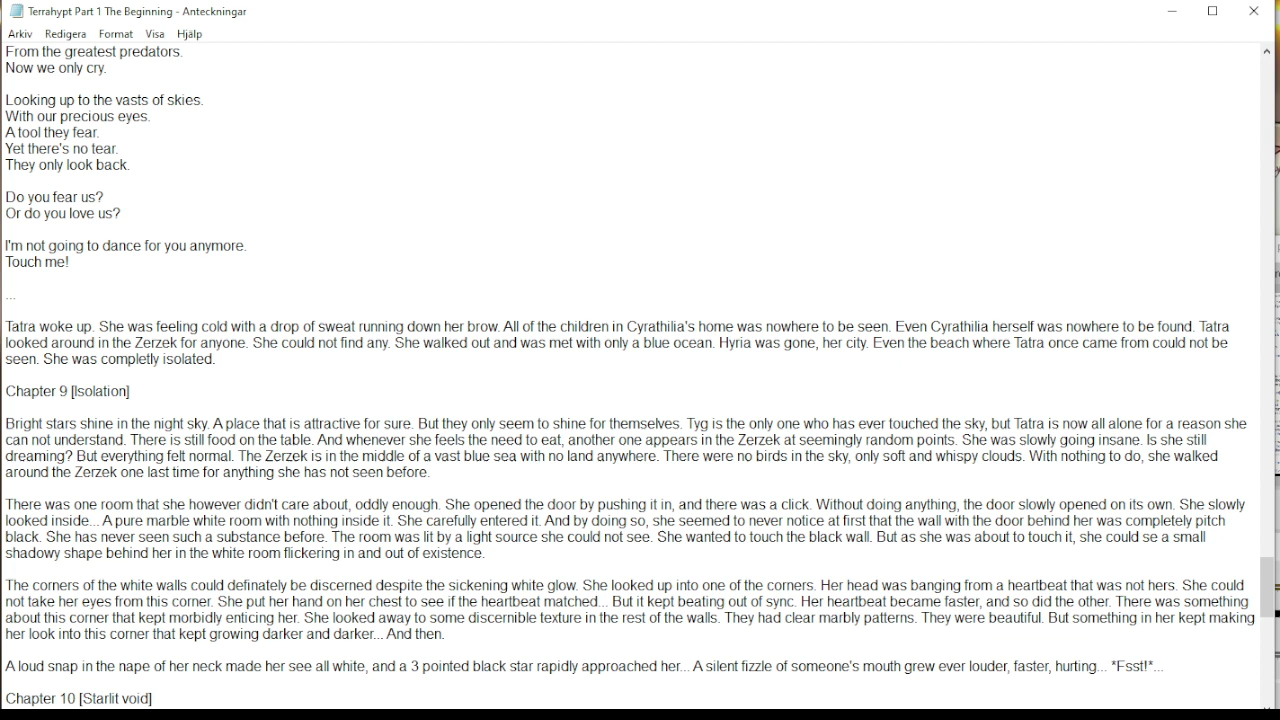 Terrahypt Part 1 The Beginning - Anteckningar
Arkiv Redigera Format Visa Hjälp
From the greatest predators.
Now we only cry.
Looking up to the vasts of skies.
With our precious eyes.
A tool they fear.
Yet there's no tear.
They only look back.
Do you fear us?
Or do you love us?
I'm not going to dance for you anymore.
Touch me!
...
Tatra woke up. She was feeling cold with a drop of sweat running down her brow. All of the children in Cyrathilia's home was nowhere to be seen. Even Cyrathilia herself was nowhere to be found. Tatra
looked around in the Zerzek for anyone. She could not find any. She walked out and was met with only a blue ocean. Hyria was gone, her city. Even the beach where Tatra once came from could not be
seen. She was completly isolated.
Chapter 9 [Isolation]
Bright stars shine in the night sky. A place that is attractive for sure. But they only seem to shine for themselves. Tyg is the only one who has ever touched the sky, but Tatra is now all alone for a reason she
can not understand. There is still food on the table. And whenever she feels the need to eat, another one appears in the Zerzek at seemingly random points. She was slowly going insane. Is she still
dreaming? But everything felt normal. The Zerzek is in the middle of a vast blue sea with no land anywhere. There were no birds in the sky, only soft and whispy clouds. With nothing to do, she walked
around the Zerzek one last time for anything she has not seen before.
There was one room that she however didn't care about, oddly enough. She opened the door by pushing it in, and there was a click. Without doing anything, the door slowly opened on its own. She slowly
looked inside... A pure marble white room with nothing inside it. She carefully entered it. And by doing so, she seemed to never notice at first that the wall with the door behind her was completely pitch
black. She has never seen such a substance before. The room was lit by a light source she could not see. She wanted to touch the black wall. But as she was about to touch it, she could se a small
shadowy shape behind her in the white room flickering in and out of existence.
The corners of the white walls could definately be discerned despite the sickening white glow. She looked up into one of the corners. Her head was banging from a heartbeat that was not hers. She could
not take her eyes from this corner. She put her hand on her chest to see if the heartbeat matched... But it kept beating out of sync. Her heartbeat became faster, and so did the other. There was something
about this corner that kept morbidly enticing her. She looked away to some discernible texture in the rest of the walls. They had clear marbly patterns. They were beautiful. But something in her kept making
her look into this corner that kept growing darker and darker... And then.
A loud snap in the nape of her neck made her see all white, and a 3 pointed black star rapidly approached her... A silent fizzle of someone's mouth grew ever louder, faster, hurting... *Fsst!*...
Chapter 10 [Starlit void]